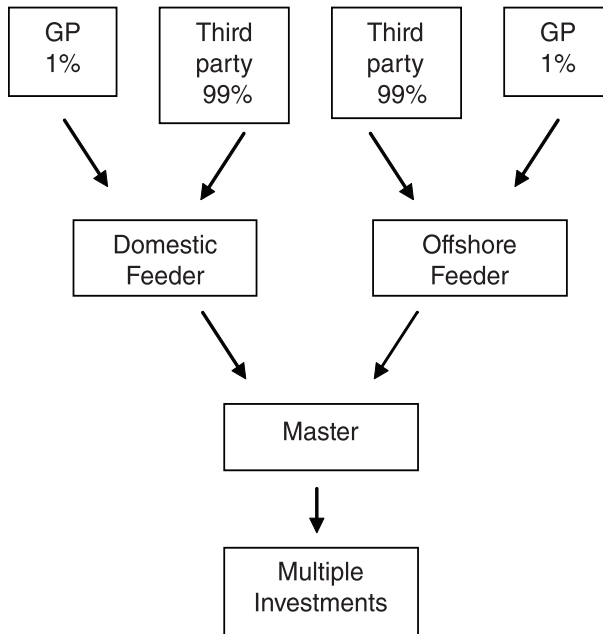 GP
1%
Third
party
99%
Third
party
99%
GP
1%
Domestic
Feeder
Offshore
Feeder
Master
Multiple
Investments